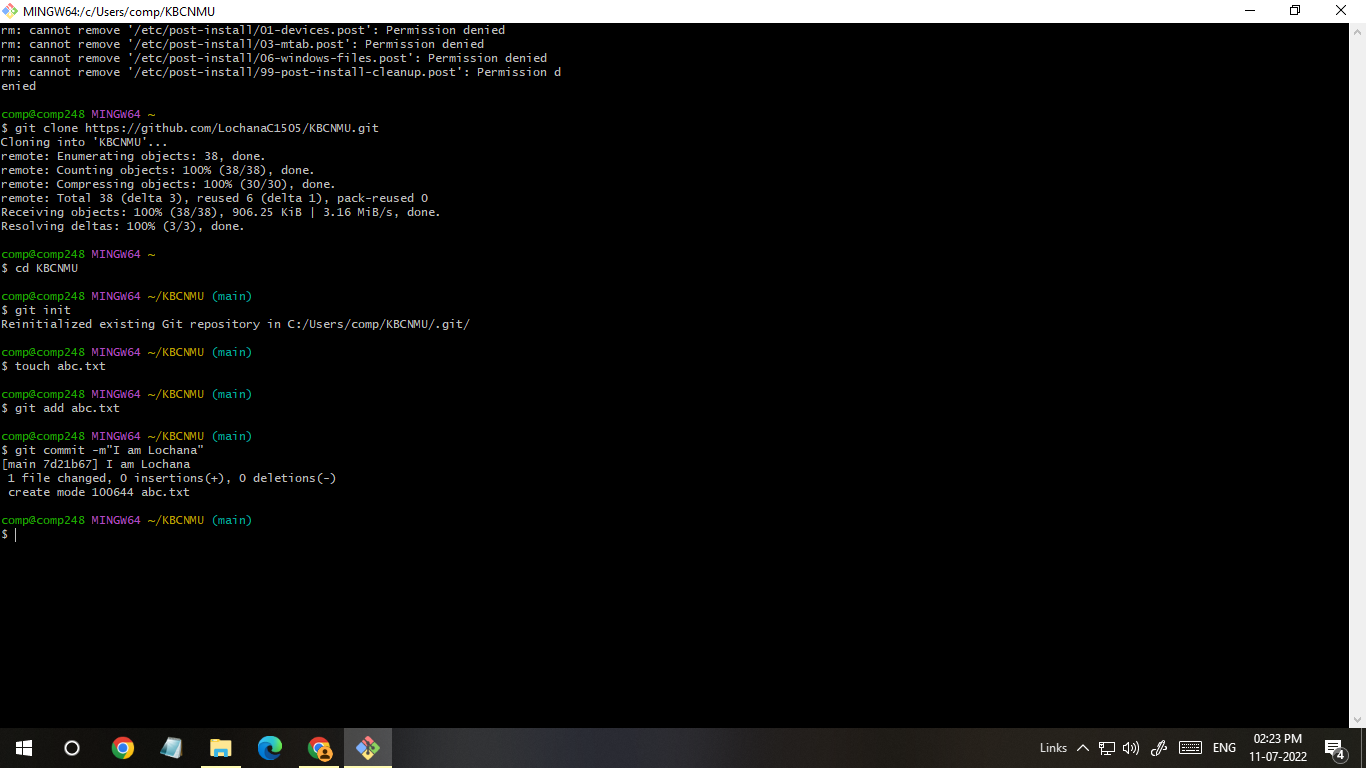 MINGW64:/c/Users/comp/KBCNMU
rm: cannot remove '/etc/post-install/01-devices.post': Permission denied
rm: cannot remove '/etc/post-install/03-mtab.post': Permission denied
rm: cannot remove '/etc/post-install/06-windows-files.post': Permission denied
rm: cannot remove '/etc/post-install/99-post-install-cleanup.post': Permission d
enied
comp@comp248 MINGW64 ~
$ git clone https://github.com/LochanaC1505/KBCNMU.git
Cloning into 'KBCNMU'...
remote: Enumerating objects: 38, done.
remote: Counting objects: 100% (38/38), done.
remote: Compressing objects: 100% (30/30), done.
remote: Total 38 (delta 3), reused 6 (delta 1), pack-reused 0
Receiving objects: 100% (38/38), 906.25 KiB | 3.16 MiB/s, done.
Resolving deltas: 100% (3/3), done.
comp@comp248 MINGW64 ~
$ cd KBCNMU
comp@comp248 MINGW64 ~/KBCNMU (main)
$ git init
Reinitialized existing Git repository in C:/Users/comp/KBCNMU/.git/
comp@comp248 MINGW64 ~/KBCNMU (main)
$ touch abc.txt
comp@comp248 MINGW64 ~/KBCNMU (main)
$ git add abc.txt
comp@comp248 MINGW64 ~/KBCNMU (main)
$ git commit -m"I am Lochana"
[main 7d21b67] I am Lochana
 1 file changed, 0 insertions(+), 0 deletions(-)
 create mode 100644 abc.txt
comp@comp248 MINGW64 ~/KBCNMU (main)
$
Links
ENG
02:23 PM
11-07-2022
4